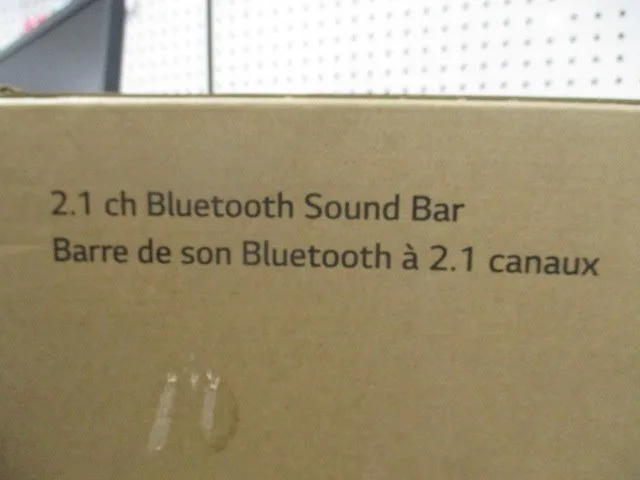 2.1 ch Bluetooth Sound Bar
Barre de son Bluetooth à 2.1 canaux